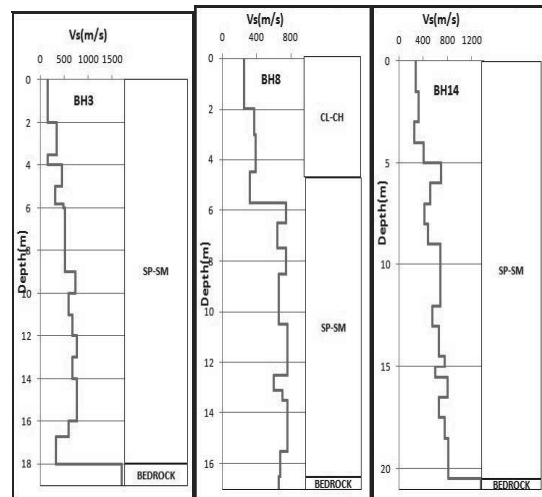 Vs(m/s)
0 500 1000 1500
BH3
0
2
4
6
8
10
12
14
16
18
Depth(m)
SP-SM
BEDROCK
Vs(m/s)
0 400 800
BH8
0
2
4
6
8
10
12
14
16
Depth(m)
CL-CH
SP-SM
BEDROCK
Vs(m/s)
0 400 800 1200
BH14
0
5
10
15
20
Depth(m)
SP-SM
BEDROCK